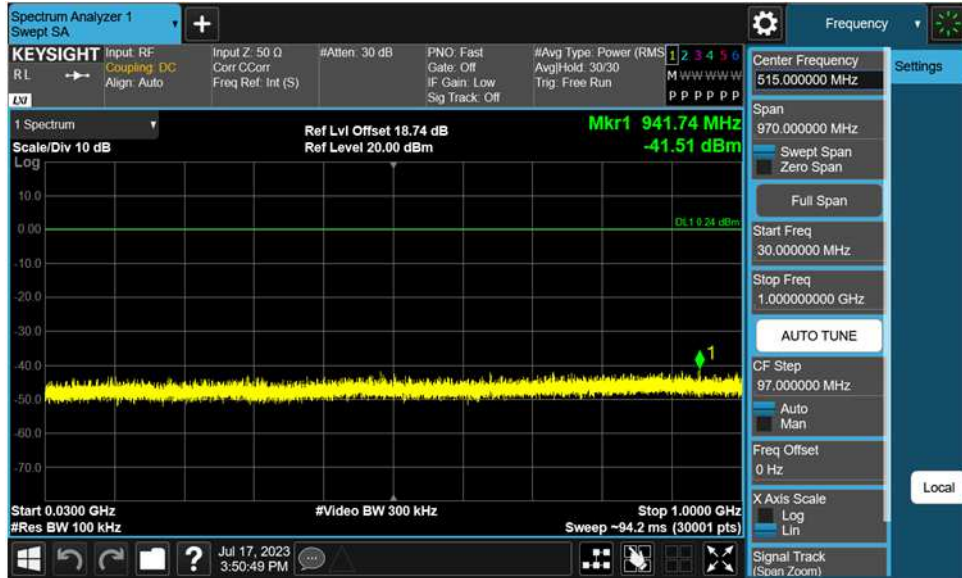 Spectrum Analyzer 1
Swept SA
+
Frequency
KEYSIGHT
RL
LXI
Input: RF
Coupling: DC
Align: Auto
Input Z: 50 Ω
Corr CCorr
Freq Ref: Int (S)
#Atten: 30 dB
PNO: Fast
Gate: Off
IF Gain: Low
Sig Track: Off
#Avg Type: Power (RMS
Avg|Hold: 30/30
Trig: Free Run
1 2 3 4 5 6
M W W W W W
P P P P P P
1 Spectrum
Scale/Div 10 dB
Ref Lvl Offset 18.74 dB
Ref Level 20.00 dBm
Mkr1 941.74 MHz
-41.51 dBm
Log
10.0
0.00
-10.0
-20.0
-30.0
-40.0
-50.0
-60.0
-70.0
DL1 0.24 dBm
1
Start 0.0300 GHz
#Res BW 100 kHz
#Video BW 300 kHz
Stop 1.0000 GHz
Sweep ~94.2 ms (30001 pts)
?
Jul 17, 2023
3:50:49 PM
Center Frequency
515.000000 MHz
Settings
Span
970.000000 MHz
Swept Span
Zero Span
Full Span
Start Freq
30.000000 MHz
Stop Freq
1.000000000 GHz
AUTO TUNE
CF Step
97.000000 MHz
Auto
Man
Freq Offset
0 Hz
Local
X Axis Scale
Log
Lin
Signal Track
(Span Zoom)